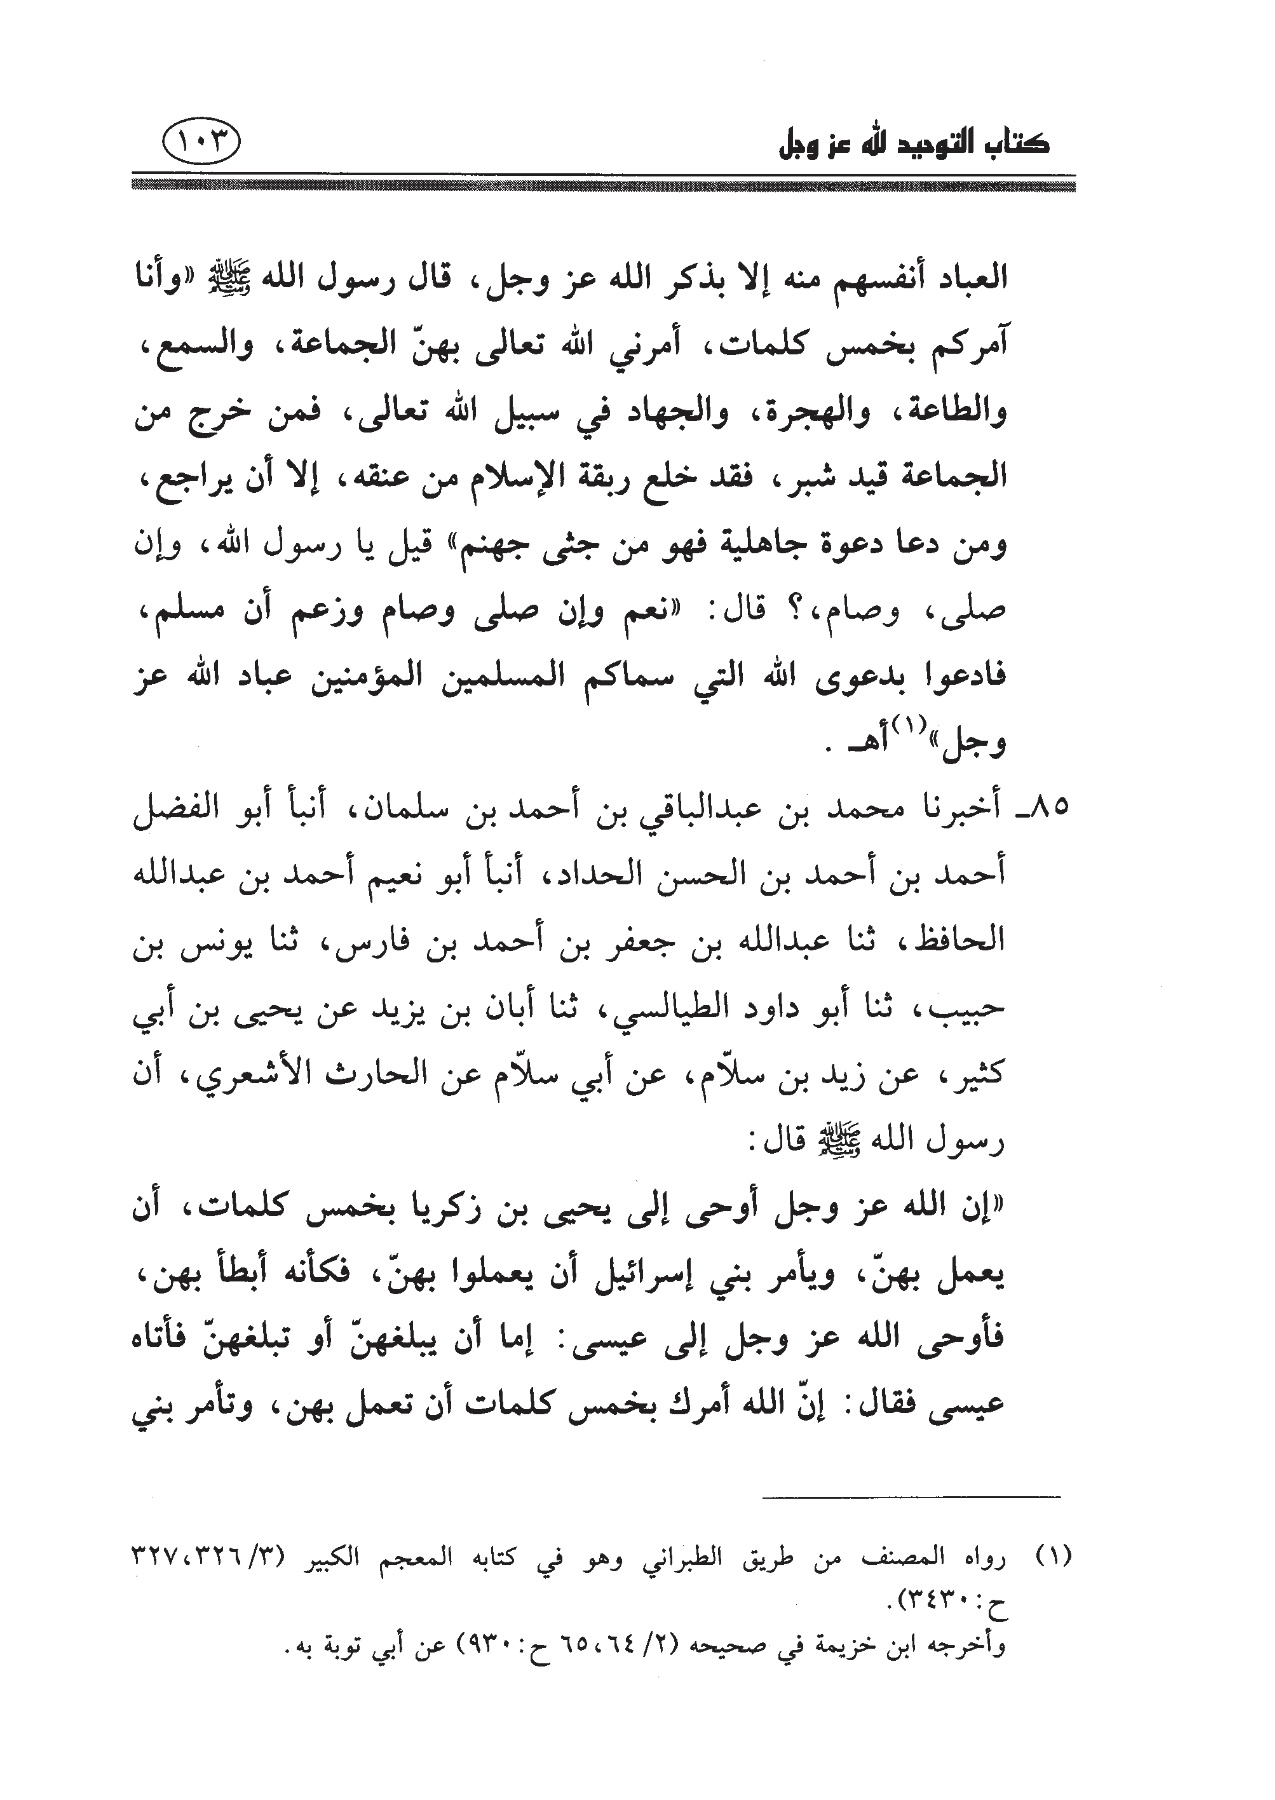 كتاب التوحيد لله عز وجل
١٠٣
العباد أنفسهم منه إلا بذكر الله عز وجل، قال رسول الله ﷺ «وأنا
آمركم بخمس كلمات، أمرني الله تعالى بهنّ الجماعة، والسمع،
والطاعة، والهجرة، والجهاد في سبيل الله تعالى، فمن خرج من
الجماعة قيد شبر، فقد خلع ربقة الإسلام من عنقه، إلا أن يراجع،
ومن دعا دعوة جاهلية فهو من جثى جهنم» قيل يا رسول الله، وإن
صلى، وصام،؟ قال: «نعم وإن صلى وصام وزعم أن مسلم،
فادعوا بدعوى الله التي سماكم المسلمين المؤمنين عباد الله عز
وجل»(١) أهـ .
٨٥ـ أخبرنا محمد بن عبدالباقي بن أحمد بن سلمان، أنبأ أبو الفضل
أحمد بن أحمد بن الحسن الحداد، أنبأ أبو نعيم أحمد بن عبدالله
الحافظ، ثنا عبدالله بن جعفر بن أحمد بن فارس، ثنا يونس بن
حبيب، ثنا أبو داود الطيالسي، ثنا أبان بن يزيد عن يحيى بن أبي
كثير، عن زيد بن سلاّم، عن أبي سلاّم عن الحارث الأشعري، أن
رسول الله ﷺ قال:
«إن الله عز وجل أوحى إلى يحيى بن زكريا بخمس كلمات، أن
يعمل بهنّ، ويأمر بني إسرائيل أن يعملوا بهنّ، فكأنه أبطأ بهن،
فأوحى الله عز وجل إلى عيسى: إما أن يبلغهنّ أو تبلغهنّ فأتاه
عيسى فقال: إنّ الله أمرك بخمس كلمات أن تعمل بهن، وتأمر بني
(١) رواه المصنف من طريق الطبراني وهو في كتابه المعجم الكبير (٣/ ٣٢٦،٣٢٧
ح:٣٤٣٠).
وأخرجه ابن خزيمة في صحيحه (٢/ ٦٤،٦٥ ح:٩٣٠) عن أبي توبة به.